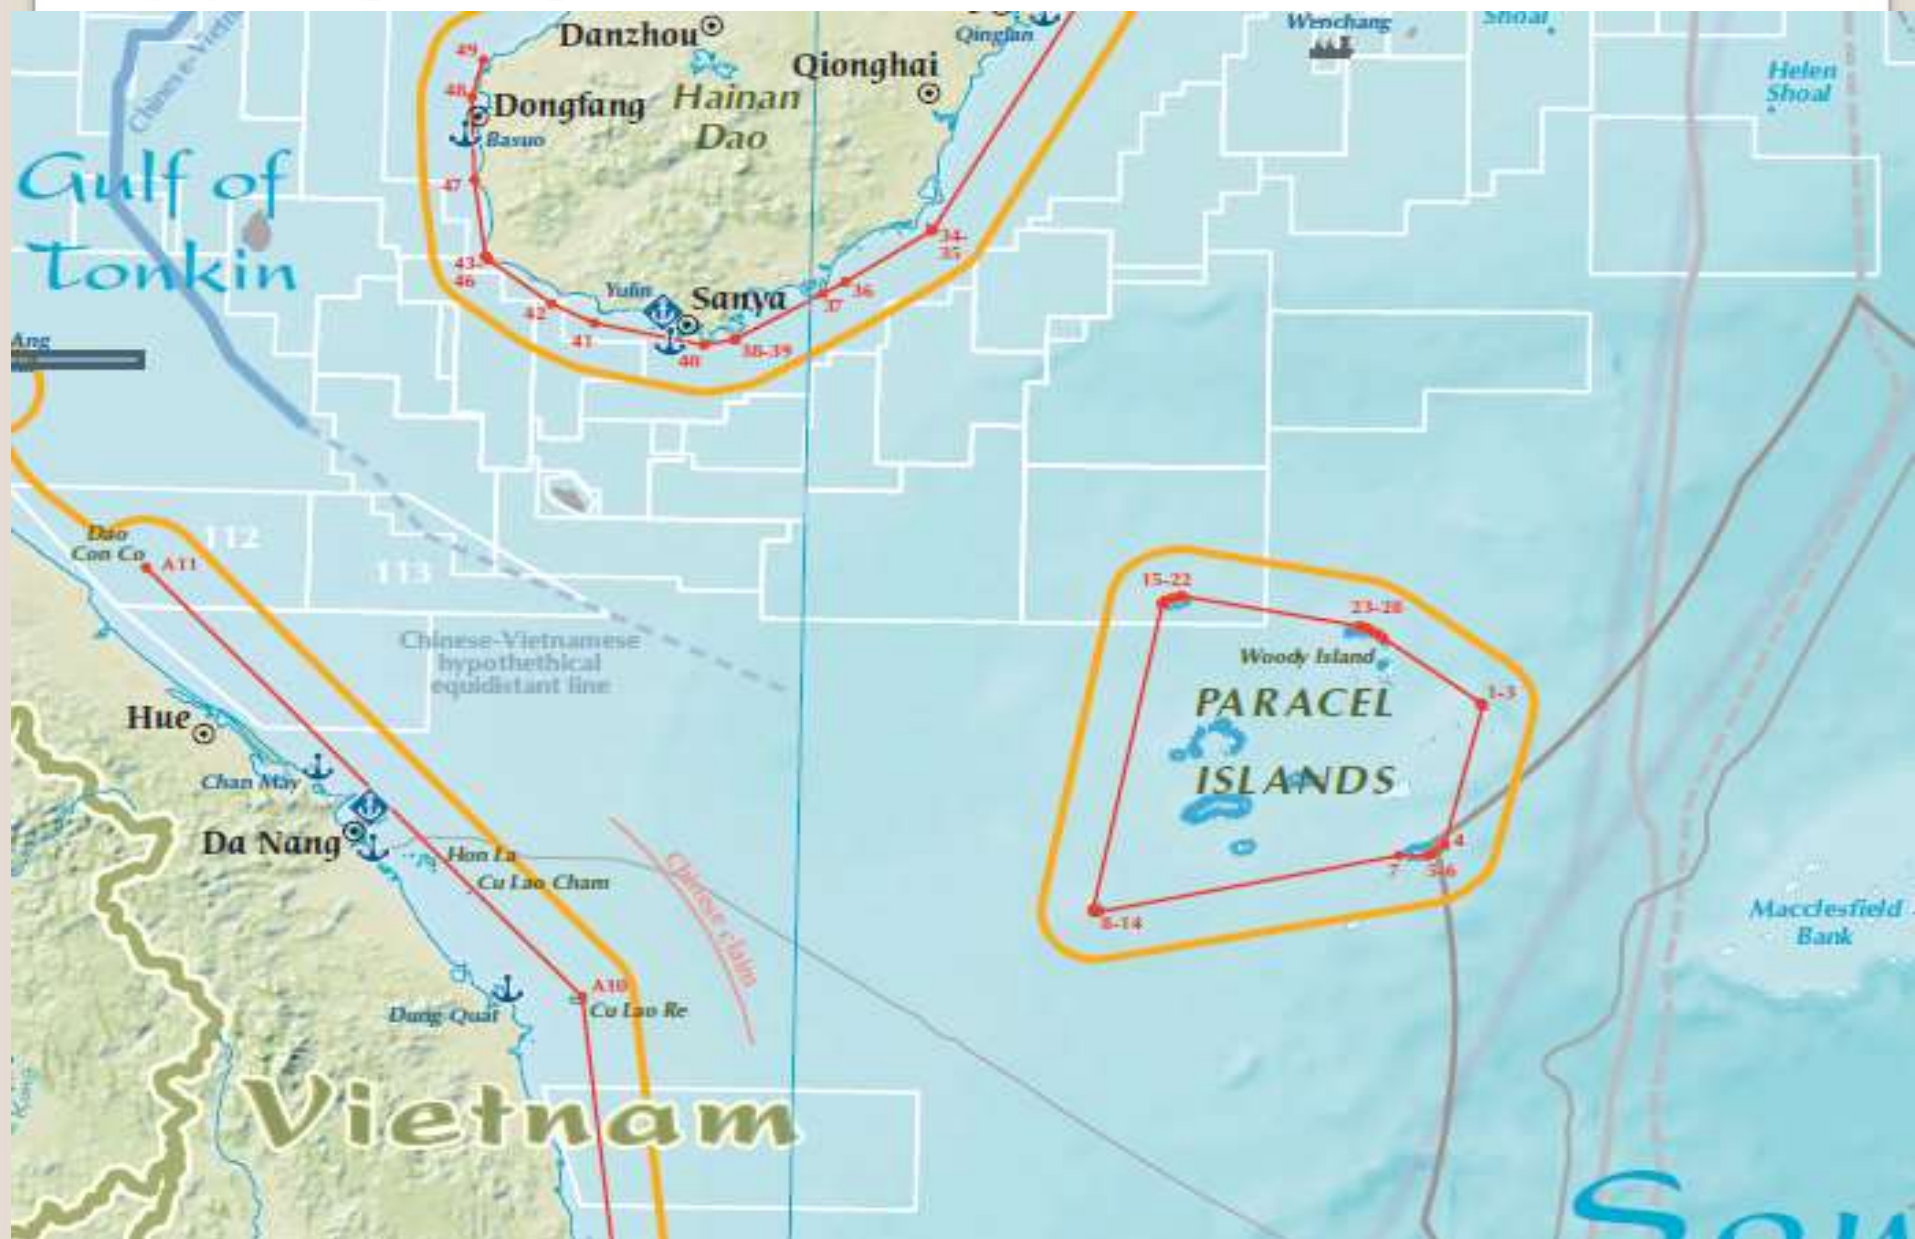 Danzhou
Qionghai
Qinglan
Wenchang
Shoal
Helen
Shoal
49
48
Dongfang
Basuo
Hainan
Dao
Gulf of
Tonkin
47
43-
46
42
41
Yulin
Sanya
40
38-39
37
36
34-
35
Ang
Dao
Con Co
A11
112
113
Chinese-Vietnamese
hypothethical
equidistant line
15-22
23-28
Woody Island
PARACEL
ISLANDS
1-3
4
5-6
7
8-14
Hue
Chan May
Da Nang
Hon La
Cu Lao Cham
Chinese claim
Macclesfield
Bank
A10
Cu Lao Re
Dung Quat
Vietnam
Kong
Sou